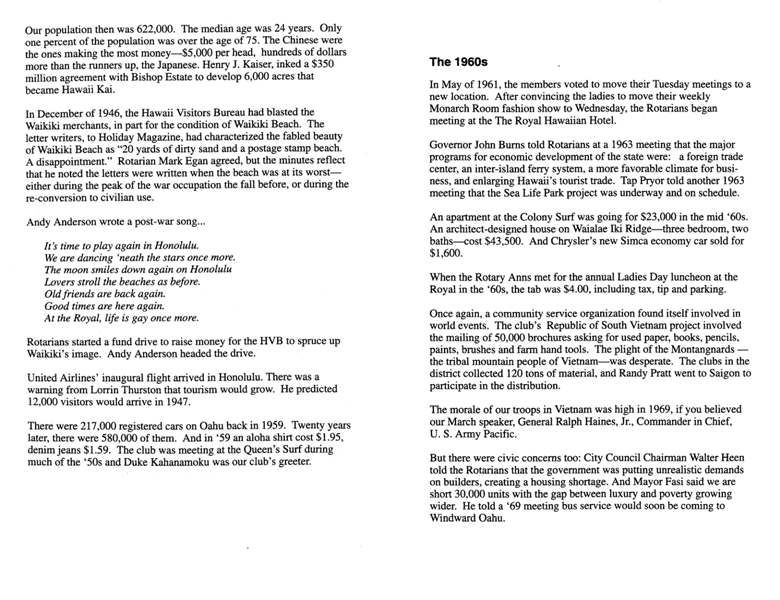 Our population then was 622,000. The median age was 24 years. Only
one percent of the population was over the age of 75. The Chinese were
the ones making the most money—$5,000 per head, hundreds of dollars
more than the runners up, the Japanese. Henry J. Kaiser, inked a $350
million agreement with Bishop Estate to develop 6,000 acres that
became Hawaii Kai.
In December of 1946, the Hawaii Visitors Bureau had blasted the
Waikiki merchants, in part for the condition of Waikiki Beach. The
letter writers, to Holiday Magazine, had characterized the fabled beauty
of Waikiki Beach as “20 yards of dirty sand and a postage stamp beach.
A disappointment.” Rotarian Mark Egan agreed, but the minutes reflect
that he noted the letters were written when the beach was at its worst—
either during the peak of the war occupation the fall before, or during the
re-conversion to civilian use.
Andy Anderson wrote a post-war song...
It's time to play again in Honolulu.
We are dancing 'neath the stars once more.
The moon smiles down again on Honolulu
Lovers stroll the beaches as before.
Old friends are back again.
Good times are here again.
At the Royal, life is gay once more.
Rotarians started a fund drive to raise money for the HVB to spruce up
Waikiki's image. Andy Anderson headed the drive.
United Airlines' inaugural flight arrived in Honolulu. There was a
warning from Lorrin Thurston that tourism would grow. He predicted
12,000 visitors would arrive in 1947.
There were 217,000 registered cars on Oahu back in 1959. Twenty years
later, there were 580,000 of them. And in ‘59 an aloha shirt cost $1.95,
denim jeans $1.59. The club was meeting at the Queen's Surf during
much of the ‘50s and Duke Kahanamoku was our club's greeter.
The 1960s
In May of 1961, the members voted to move their Tuesday meetings to a
new location. After convincing the ladies to move their weekly
Monarch Room fashion show to Wednesday, the Rotarians began
meeting at the The Royal Hawaiian Hotel.
Governor John Burns told Rotarians at a 1963 meeting that the major
programs for economic development of the state were: a foreign trade
center, an inter-island ferry system, a more favorable climate for busi-
ness, and enlarging Hawaii's tourist trade. Tap Pryor told another 1963
meeting that the Sea Life Park project was underway and on schedule.
An apartment at the Colony Surf was going for $23,000 in the mid ‘60s.
An architect-designed house on Waialae Iki Ridge—three bedroom, two
baths—cost $43,500. And Chrysler's new Simca economy car sold for
$1,600.
When the Rotary Anns met for the annual Ladies Day luncheon at the
Royal in the ‘60s, the tab was $4.00, including tax, tip and parking.
Once again, a community service organization found itself involved in
world events. The club's Republic of South Vietnam project involved
the mailing of 50,000 brochures asking for used paper, books, pencils,
paints, brushes and farm hand tools. The plight of the Montangnards —
the tribal mountain people of Vietnam—was desperate. The clubs in the
district collected 120 tons of material, and Randy Pratt went to Saigon to
participate in the distribution.
The morale of our troops in Vietnam was high in 1969, if you believed
our March speaker, General Ralph Haines, Jr., Commander in Chief,
U. S. Army Pacific.
But there were civic concerns too: City Council Chairman Walter Heen
told the Rotarians that the government was putting unrealistic demands
on builders, creating a housing shortage. And Mayor Fasi said we are
short 30,000 units with the gap between luxury and poverty growing
wider. He told a ‘69 meeting bus service would soon be coming to
Windward Oahu.